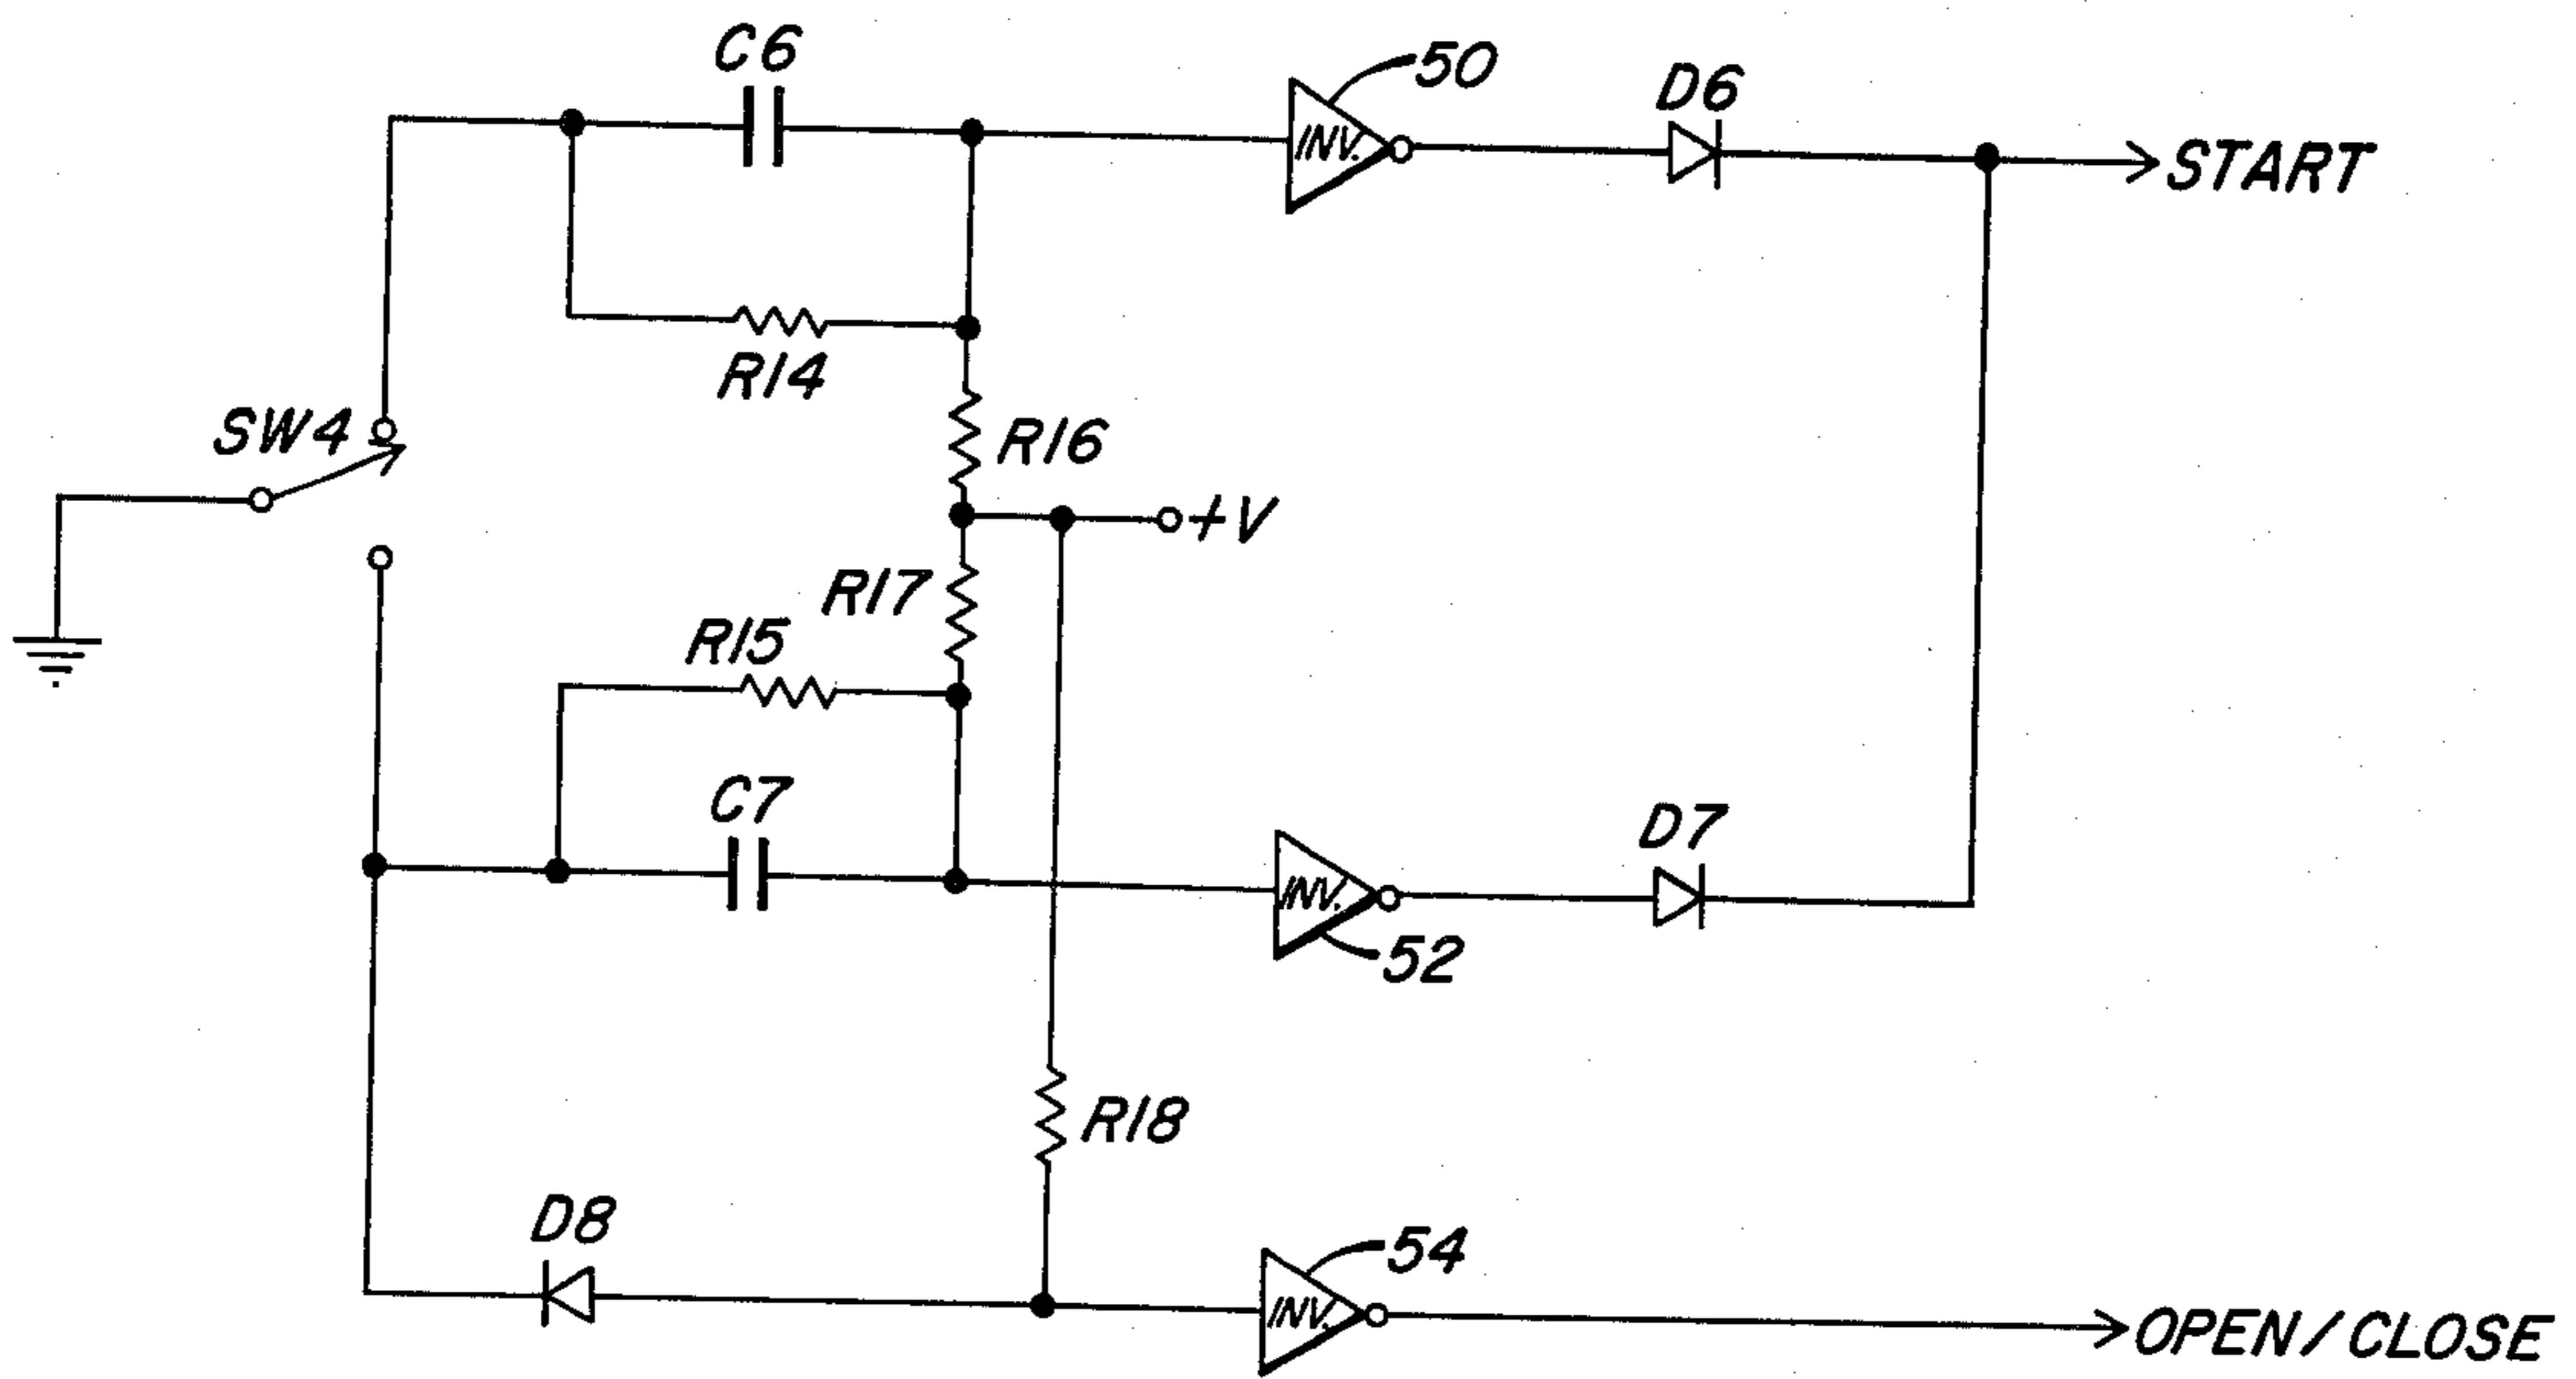 C6
50
D6
INV.
START
R14
SW4
R16
+V
R17
R15
C7
D7
INV.
52
R18
D8
54
INV.
OPEN/CLOSE